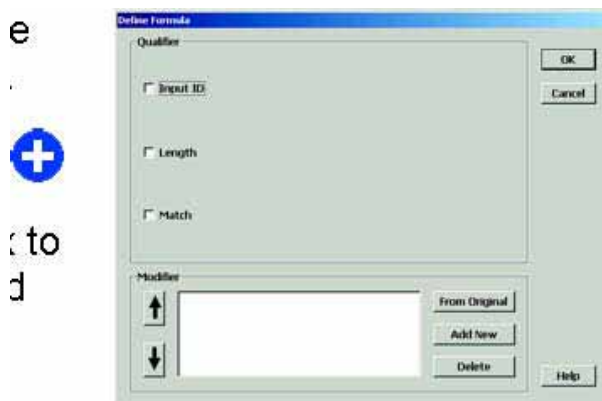 e
Define Formula
Qualifier
OK
Input ID
Cancel
Length
Match
x to
d
Modifier
From Original
Add New
Delete
Help